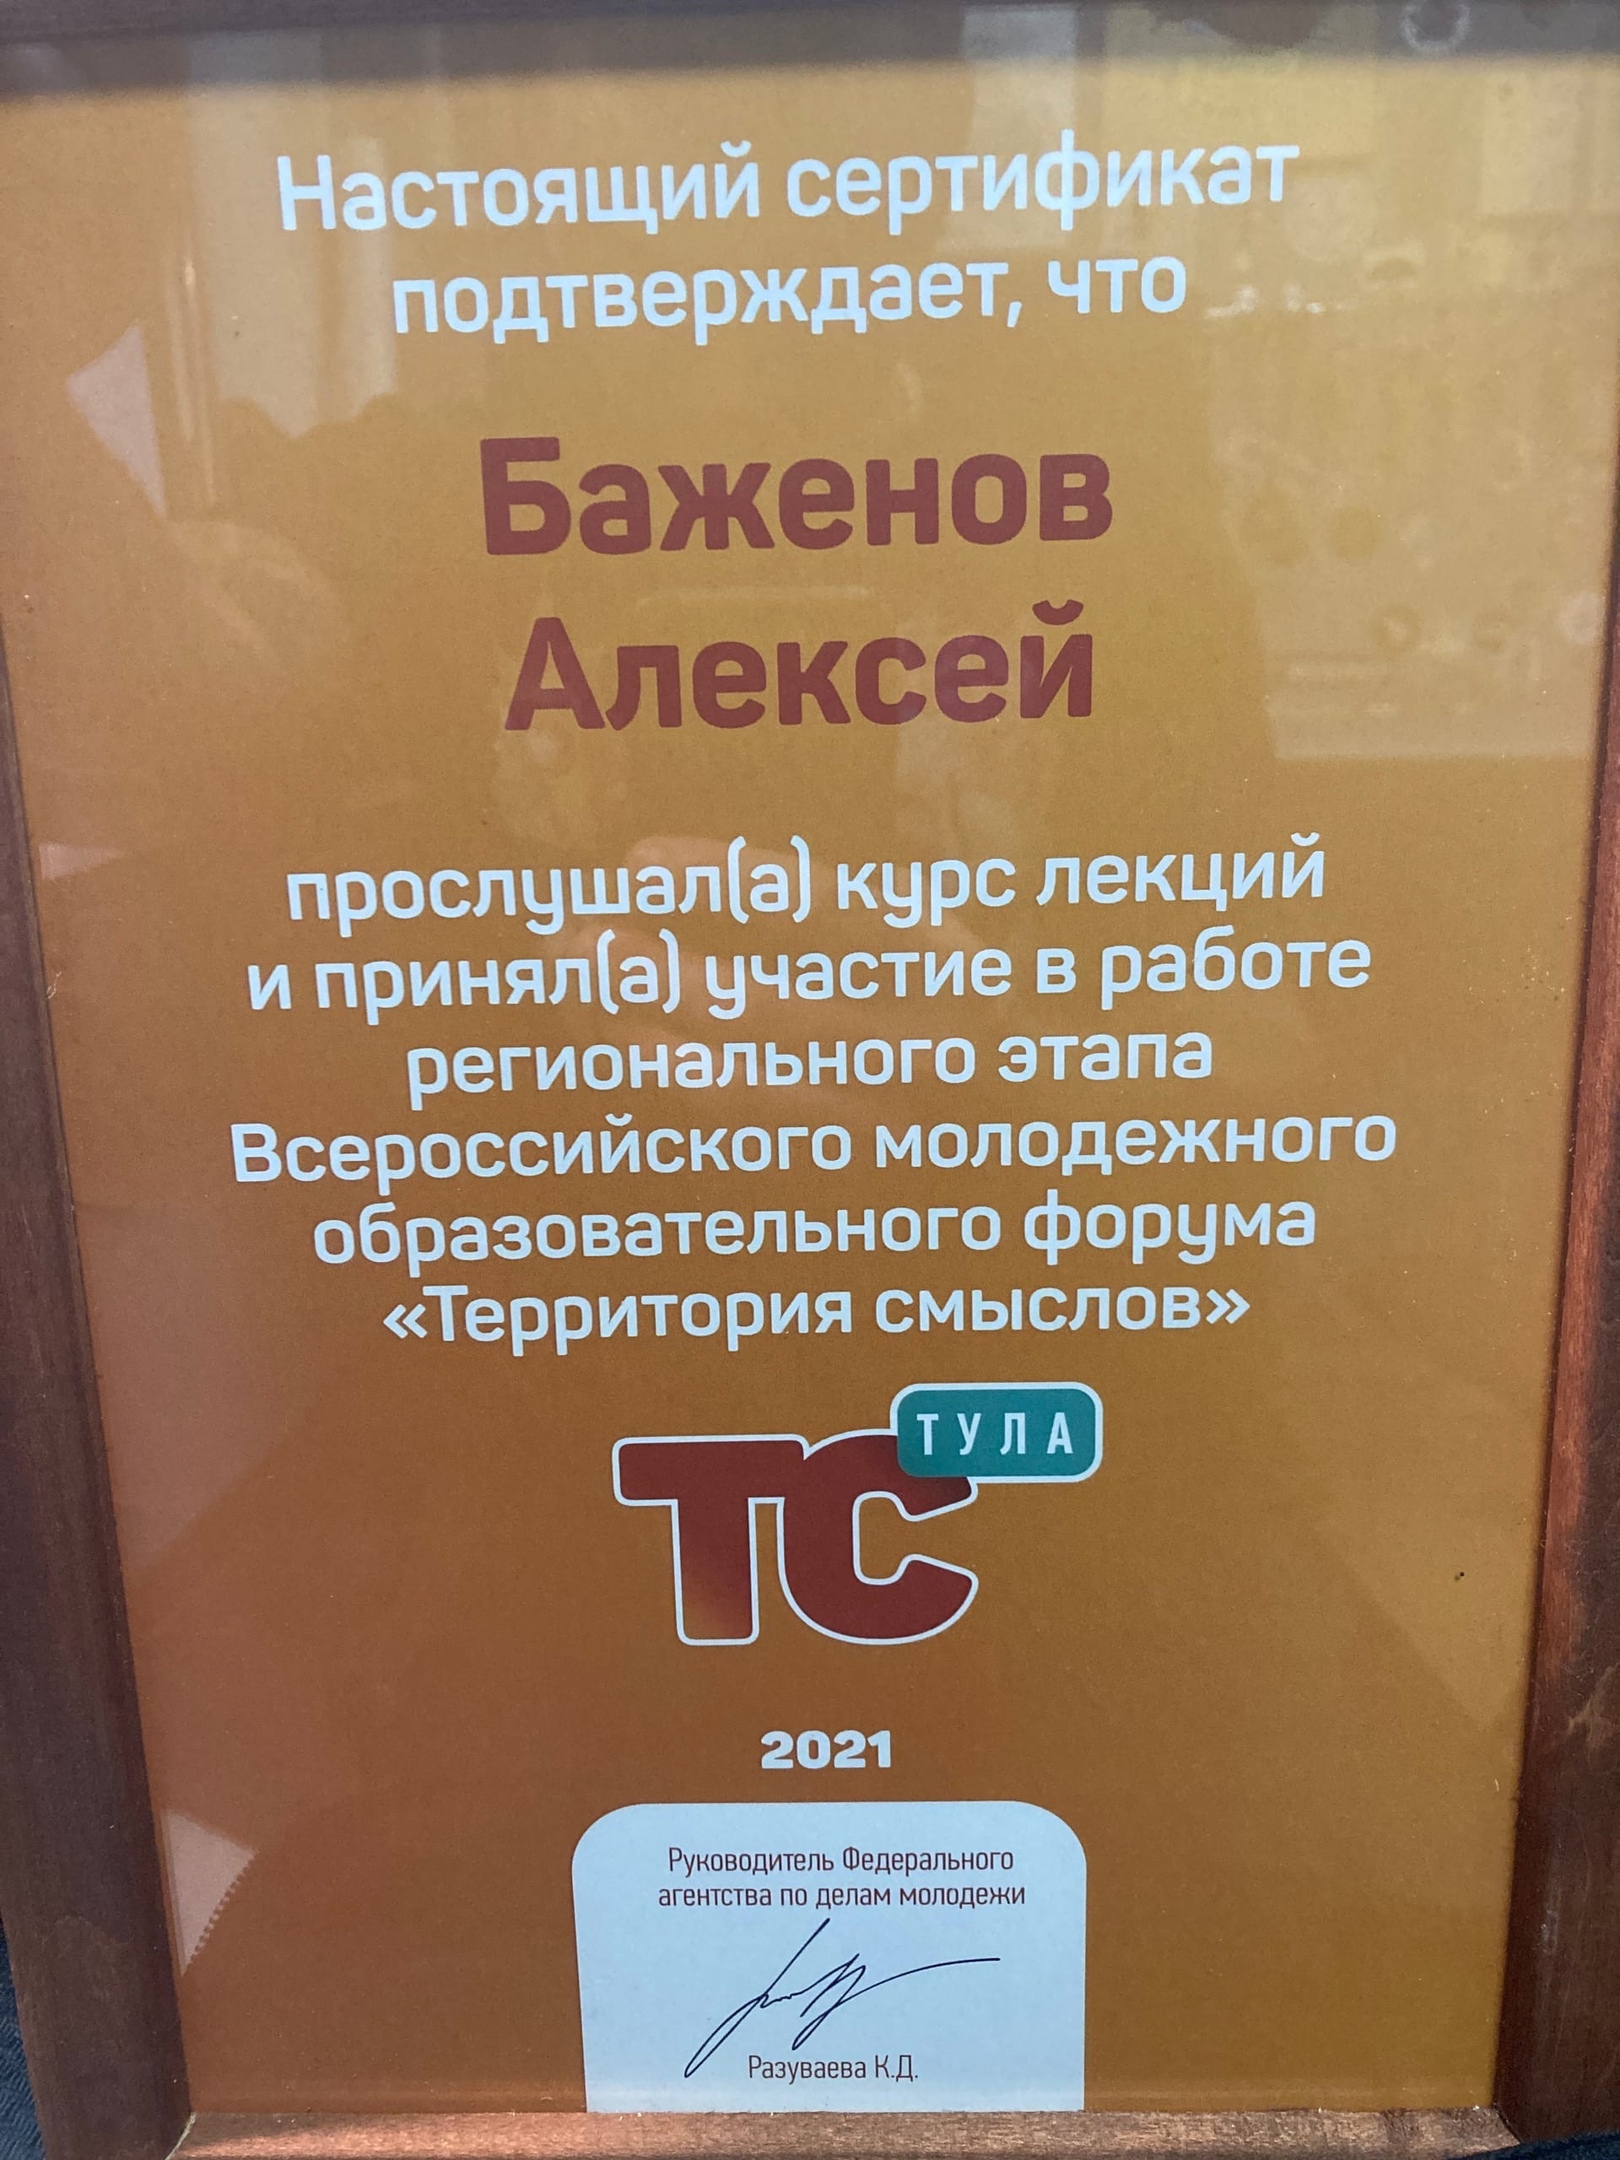 Настоящий сертификат
подтверждает, что
Баженов
Алексей
прослушал(а) курс лекций
и принял(а) участие в работе
регионального этапа
Всероссийского молодежного
образовательного форума
«Территория смыслов»
ТУЛА
ТС
2021
Руководитель Федерального
агентства по делам молодежи
Разуваева К.Д.